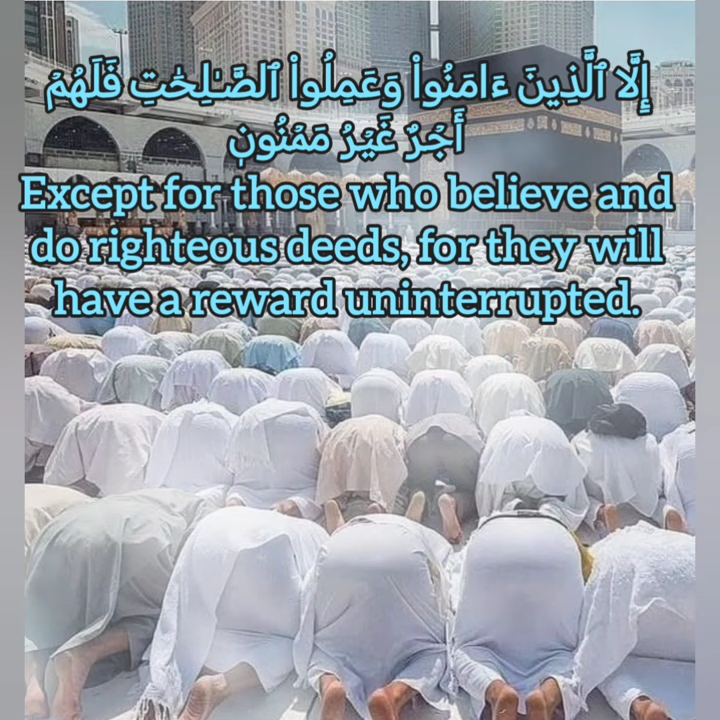 إِلَّا ٱلَّذِينَ ءَامَنُوا۟ وَعَمِلُوا۟ ٱلصَّـٰلِحَـٰتِ فَلَهُمْ
أَجْرٌ غَيْرُ مَمْنُونٍۢ
Except for those who believe and
do righteous deeds, for they will
have a reward uninterrupted.